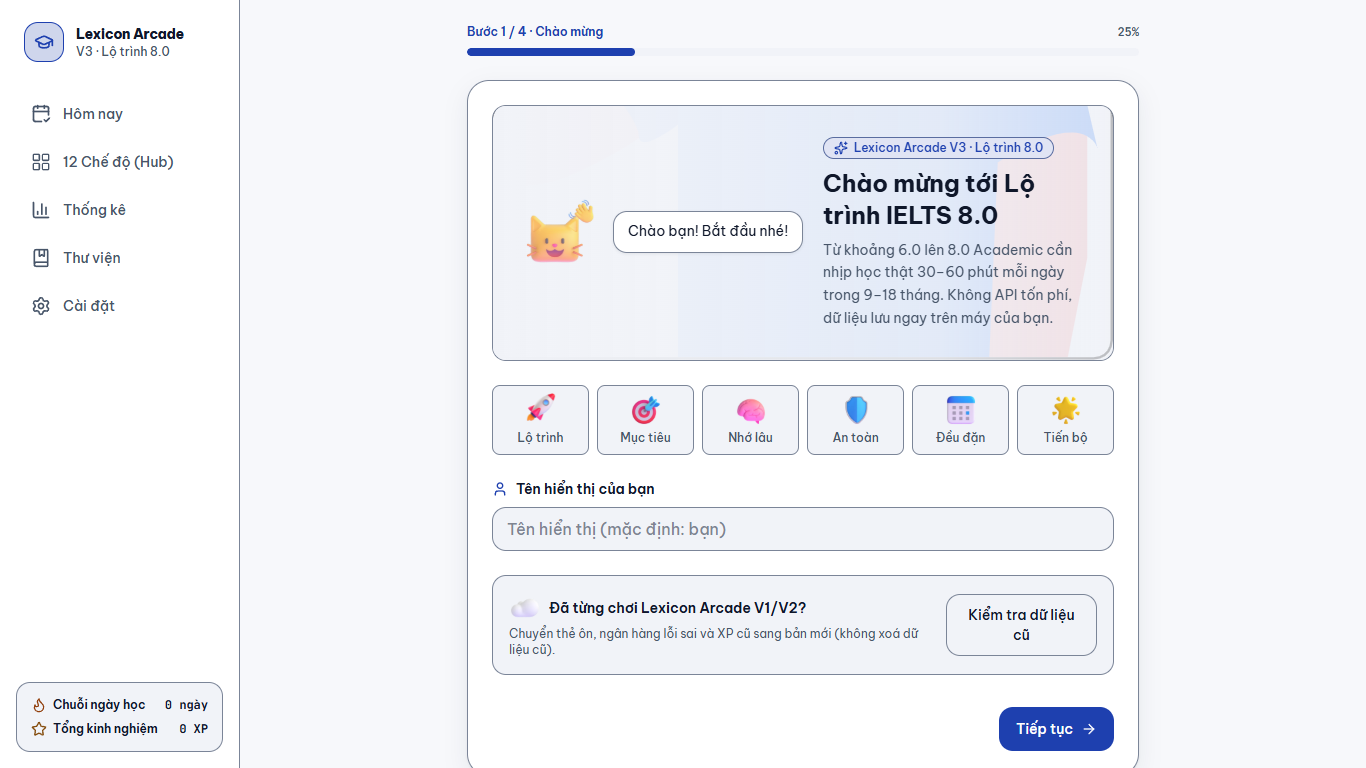 Lexicon Arcade
V3 · Lộ trình 8.0
Hôm nay
12 Chế độ (Hub)
Thống kê
Thư viện
Cài đặt
Chuỗi ngày học 0 ngày
Tổng kinh nghiệm 0 XP
Bước 1 / 4 · Chào mừng 25%
Chào bạn! Bắt đầu nhé!
Lexicon Arcade V3 · Lộ trình 8.0
Chào mừng tới Lộ
trình IELTS 8.0
Từ khoảng 6.0 lên 8.0 Academic cần
nhịp học thật 30–60 phút mỗi ngày
trong 9–18 tháng. Không API tốn phí,
dữ liệu lưu ngay trên máy của bạn.
Lộ trình
Mục tiêu
Nhớ lâu
An toàn
Đều đặn
Tiến bộ
Tên hiển thị của bạn
Tên hiển thị (mặc định: bạn)
Đã từng chơi Lexicon Arcade V1/V2?
Chuyển thẻ ôn, ngân hàng lỗi sai và XP cũ sang bản mới (không xoá dữ
liệu cũ).
Kiểm tra dữ liệu
cũ
Tiếp tục